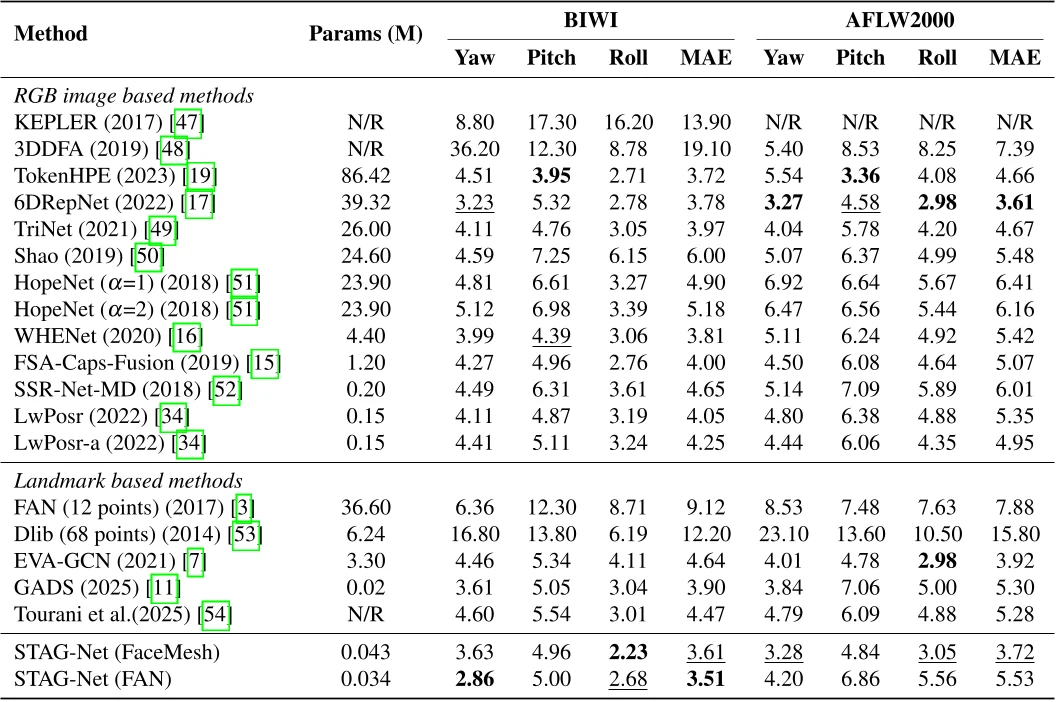 Method Params (M) BIWI AFLW2000
Yaw Pitch Roll MAE Yaw Pitch Roll MAE
RGB image based methods
KEPLER (2017) [47] N/R 8.80 17.30 16.20 13.90 N/R N/R N/R N/R
3DDFA (2019) [48] N/R 36.20 12.30 8.78 19.10 5.40 8.53 8.25 7.39
TokenHPE (2023) [19] 86.42 4.51 3.95 2.71 3.72 5.54 3.36 4.08 4.66
6DRepNet (2022) [17] 39.32 3.23 5.32 2.78 3.78 3.27 4.58 2.98 3.61
TriNet (2021) [49] 26.00 4.11 4.76 3.05 3.97 4.04 5.78 4.20 4.67
Shao (2019) [50] 24.60 4.59 7.25 6.15 6.00 5.07 6.37 4.99 5.48
HopeNet (α=1) (2018) [51] 23.90 4.81 6.61 3.27 4.90 6.92 6.64 5.67 6.41
HopeNet (α=2) (2018) [51] 23.90 5.12 6.98 3.39 5.18 6.47 6.56 5.44 6.16
WHENet (2020) [16] 4.40 3.99 4.39 3.06 3.81 5.11 6.24 4.92 5.42
FSA-Caps-Fusion (2019) [15] 1.20 4.27 4.96 2.76 4.00 4.50 6.08 4.64 5.07
SSR-Net-MD (2018) [52] 0.20 4.49 6.31 3.61 4.65 5.14 7.09 5.89 6.01
LwPosr (2022) [34] 0.15 4.11 4.87 3.19 4.05 4.80 6.38 4.88 5.35
LwPosr-a (2022) [34] 0.15 4.41 5.11 3.24 4.25 4.44 6.06 4.35 4.95
Landmark based methods
FAN (12 points) (2017) [3] 36.60 6.36 12.30 8.71 9.12 8.53 7.48 7.63 7.88
Dlib (68 points) (2014) [53] 6.24 16.80 13.80 6.19 12.20 23.10 13.60 10.50 15.80
EVA-GCN (2021) [7] 3.30 4.46 5.34 4.11 4.64 4.01 4.78 2.98 3.92
GADS (2025) [11] 0.02 3.61 5.05 3.04 3.90 3.84 7.06 5.00 5.30
Tourani et al.(2025) [54] N/R 4.60 5.54 3.01 4.47 4.79 6.09 4.88 5.28
STAG-Net (FaceMesh) 0.043 3.63 4.96 2.23 3.61 3.28 4.84 3.05 3.72
STAG-Net (FAN) 0.034 2.86 5.00 2.68 3.51 4.20 6.86 5.56 5.53